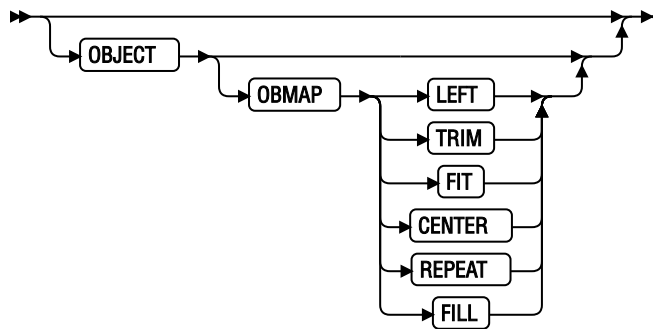 OBJECT
OBMAP LEFT
TRIM
FIT
CENTER
REPEAT
FILL